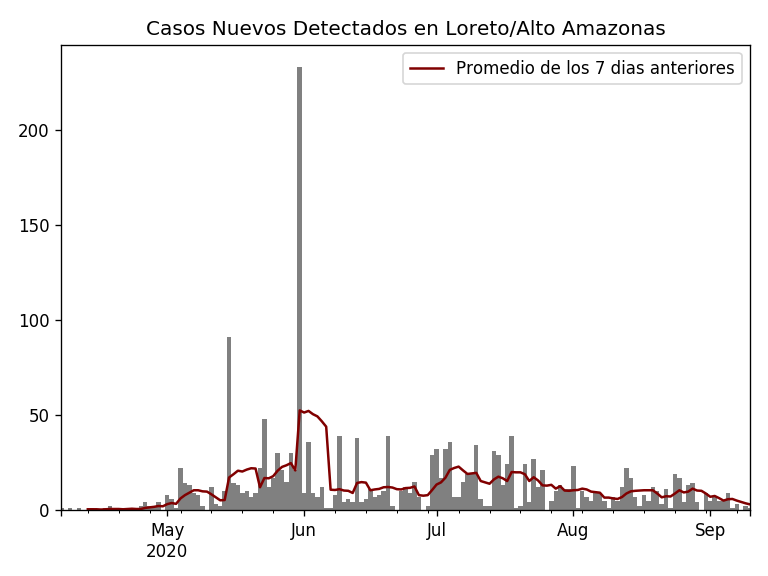 Casos Nuevos Detectados en Loreto/Alto Amazonas
Promedio de los 7 dias anteriores
200
150
100
50
0
May Jun Jul Aug Sep
2020